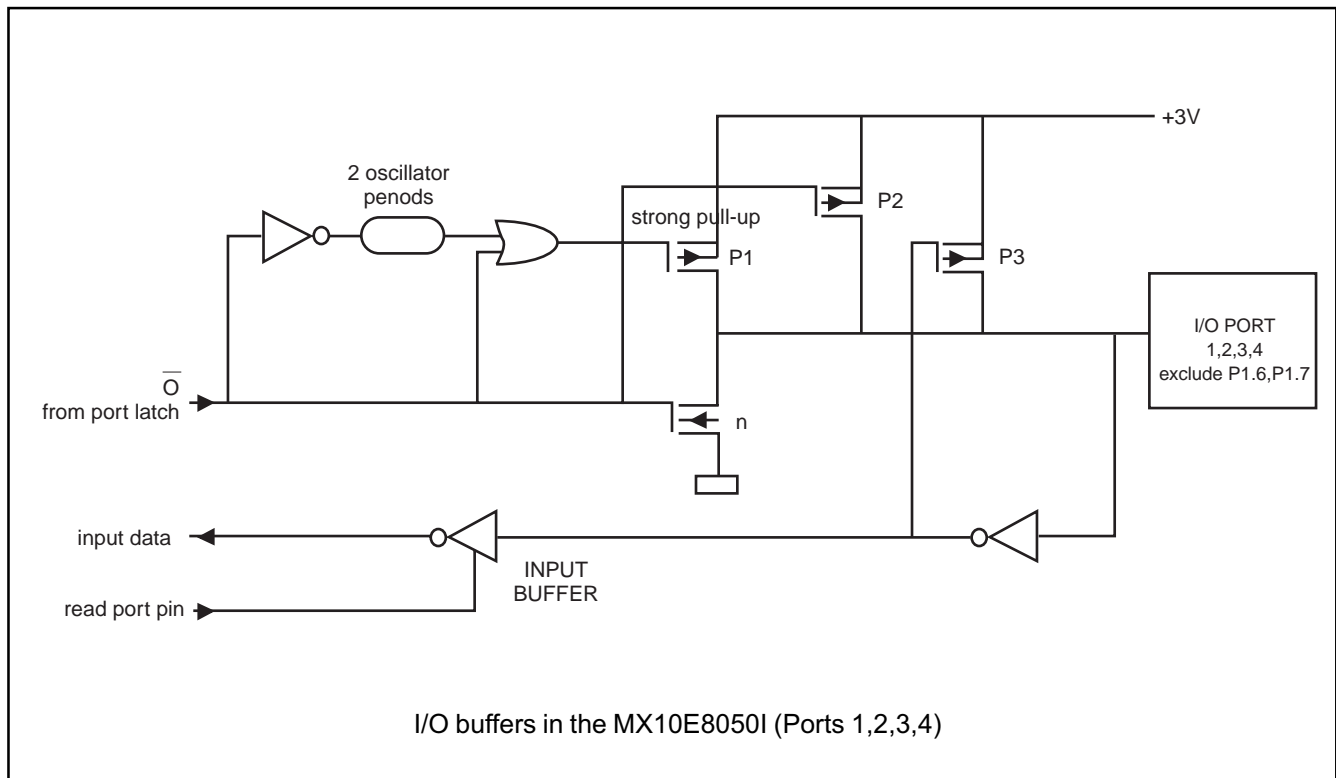 +3V
2 oscillator
penods
strong pull-up
P2
P1
P3
I/O PORT
1,2,3,4
exclude P1.6,P1.7
O̅
from port latch
n
input data
INPUT
BUFFER
read port pin
I/O buffers in the MX10E8050I (Ports 1,2,3,4)